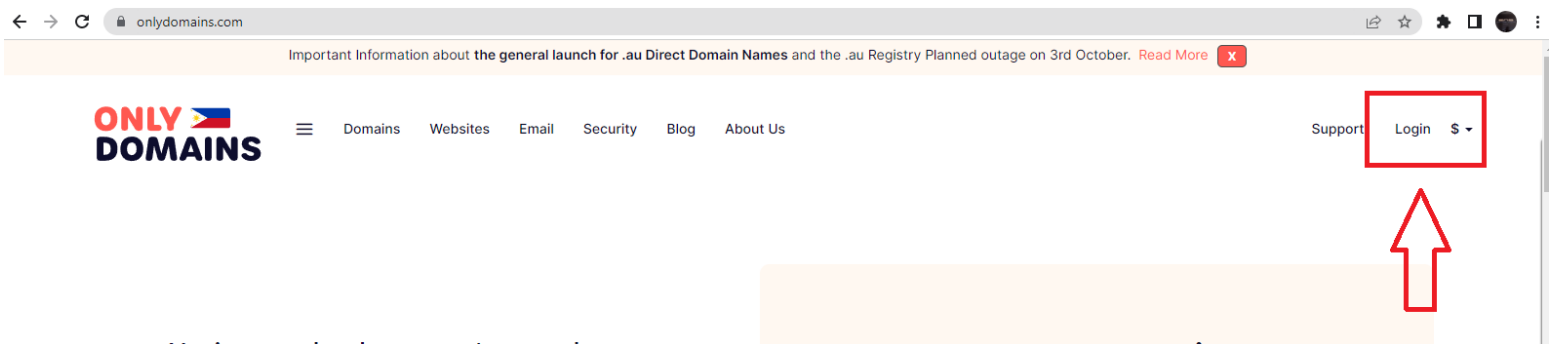 onlydomains.com
Important Information about the general launch for .au Direct Domain Names and the .au Registry Planned outage on 3rd October. Read More X
ONLY
DOMAINS
Domains Websites Email Security Blog About Us
Support Login $